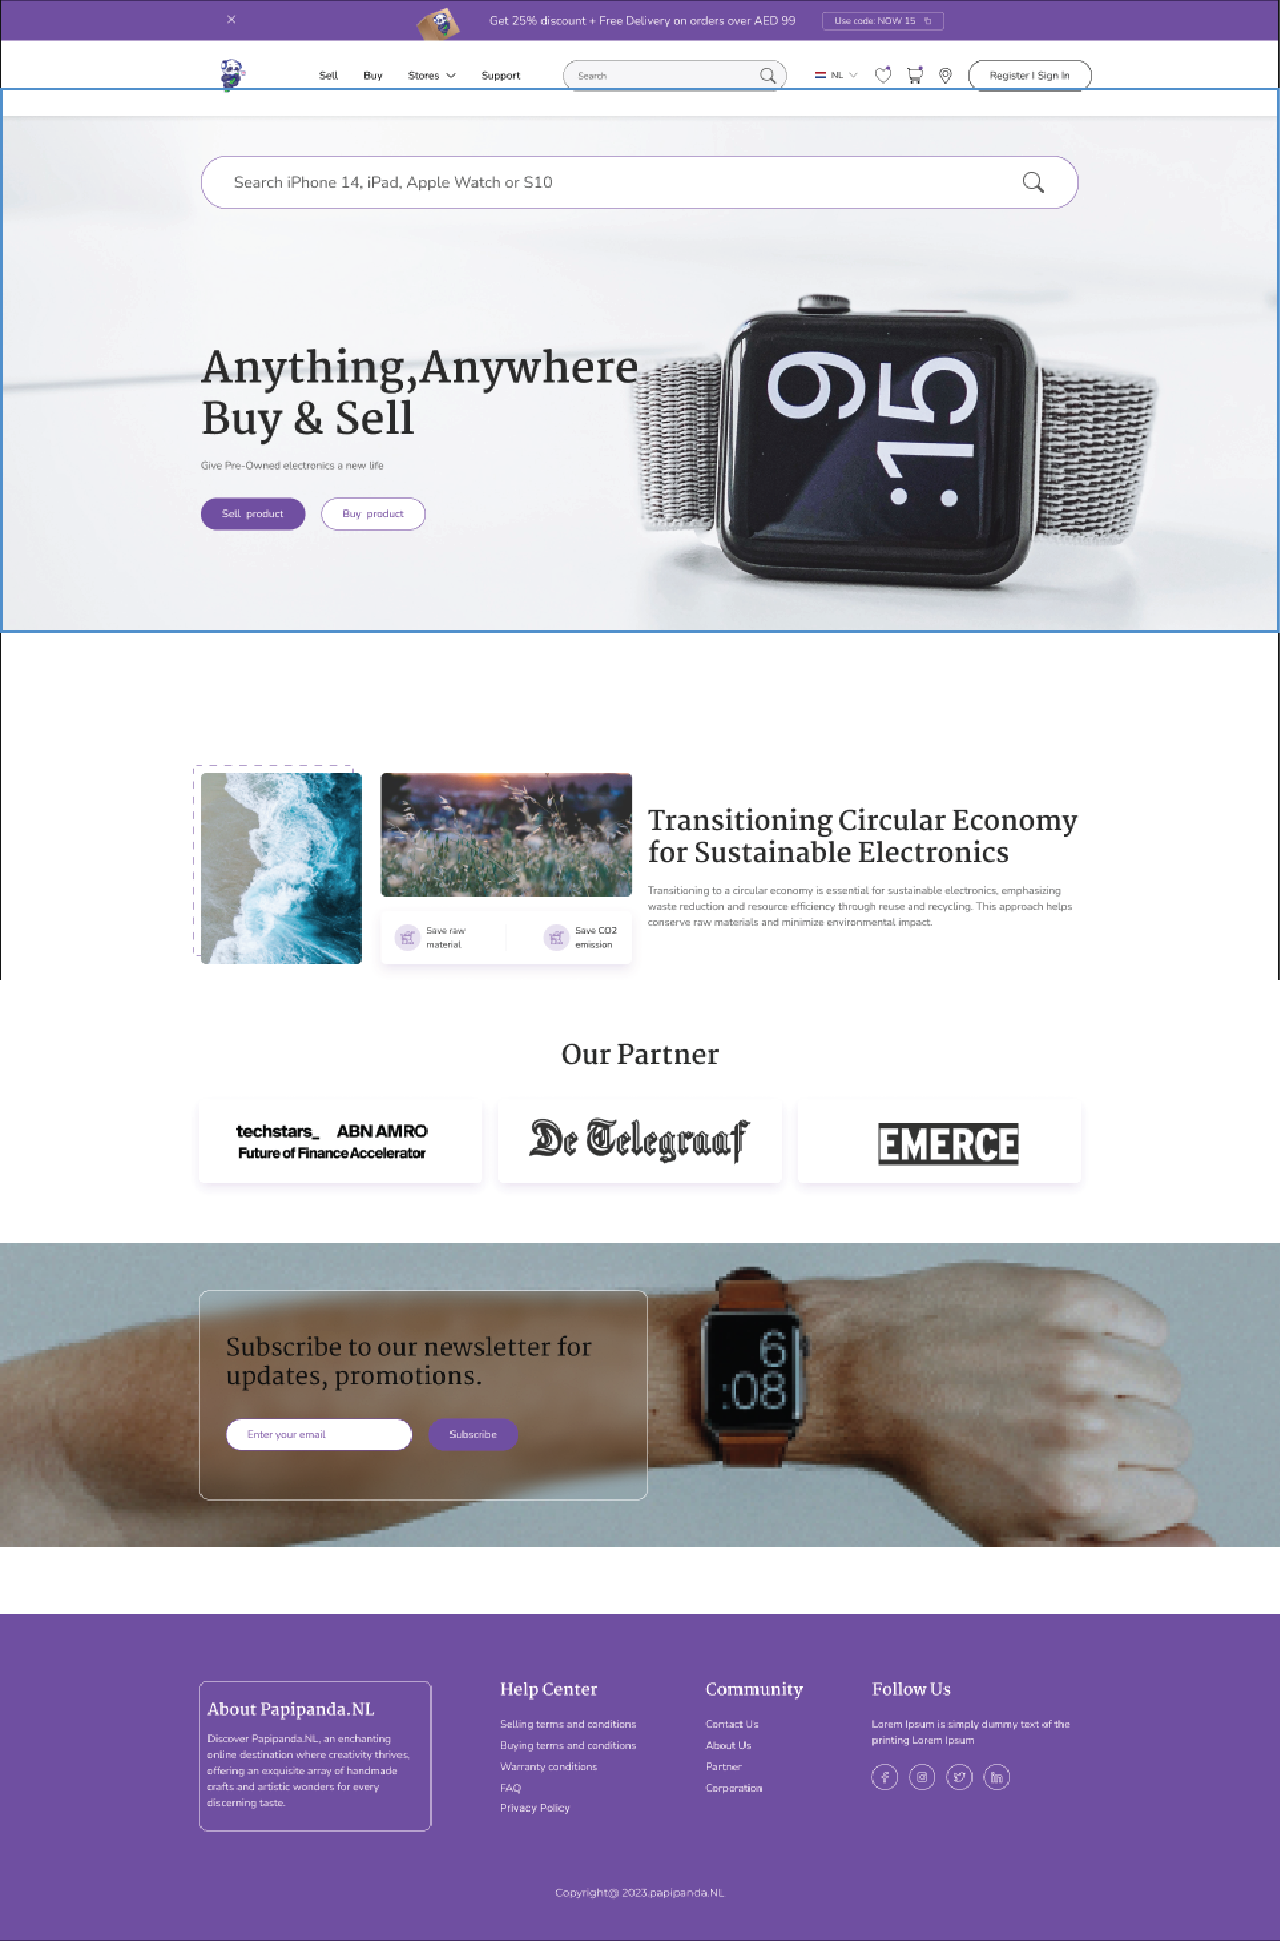 Get 25% discount + Free Delivery on orders over AED 99
Use code: NOW 15
Sell
Buy
Stores
Support
Search
NL
Register | Sign In
Search iPhone 14, iPad, Apple Watch or S10
6
:15
Anything,Anywhere
Buy & Sell
Give Pre-Owned electronics a new life
Sell product
Buy product
Transitioning Circular Economy
for Sustainable Electronics
Transitioning to a circular economy is essential for sustainable electronics, emphasizing
waste reduction and resource efficiency through reuse and recycling. This approach helps
conserve raw materials and minimize environmental impact.
Save raw
material
Save CO2
emission
Our Partner
techstars_ ABN AMRO
Future of Finance Accelerator
De Telegraaf
EMERCE
Subscribe to our newsletter for
updates, promotions.
Enter your email
Subscribe
6
:08
About Papipanda.NL
Discover Papipanda.NL, an enchanting
online destination where creativity thrives,
offering an exquisite array of handmade
crafts and artistic wonders for every
discerning taste.
Help Center
Selling terms and conditions
Buying terms and conditions
Warranty conditions
FAQ
Privacy Policy
Community
Contact Us
About Us
Partner
Corporation
Follow Us
Lorem Ipsum is simply dummy text of the
printing Lorem Ipsum
Copyright@ 2023.papipanda.NL